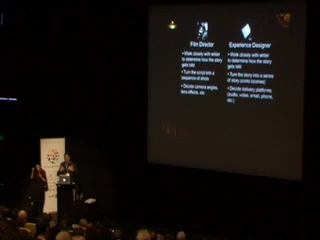 Film Director
• Work closely with writer
to determine how the story
gets told
• Turn the script into a
sequence of shots
• Decide camera angles,
lens effects, etc
Experience Designer
• Work closely with writer
to determine how the story
gets told
• Turn the story into a series
of story points (scenes)
• Decide delivery platforms
(audio, video, email, phone,
etc.)